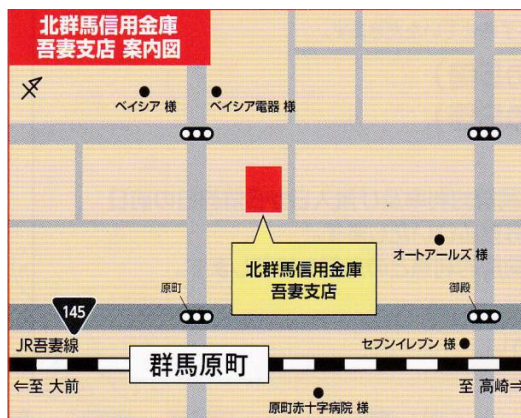 北群馬信用金庫
吾妻支店 案内図
ベイシア 様
ベイシア電器 様
北群馬信用金庫
吾妻支店
オートアールズ 様
原町
御殿
145
JR吾妻線
セブンイレブン 様
群馬原町
⇐至 大前
至 高崎⇒
原町赤十字病院 様